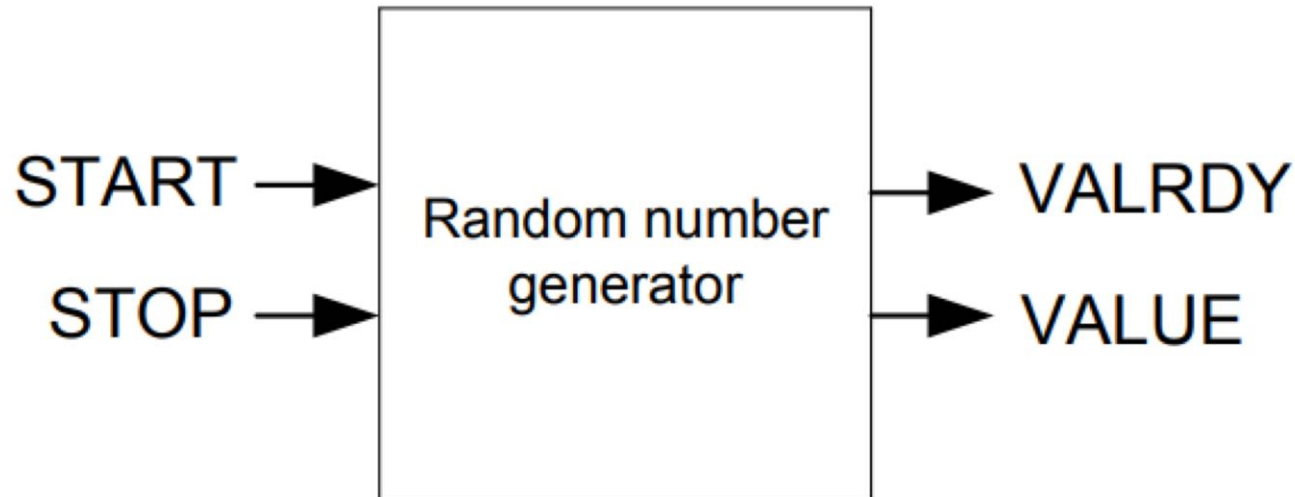 START
STOP
Random number
generator
VALRDY
VALUE